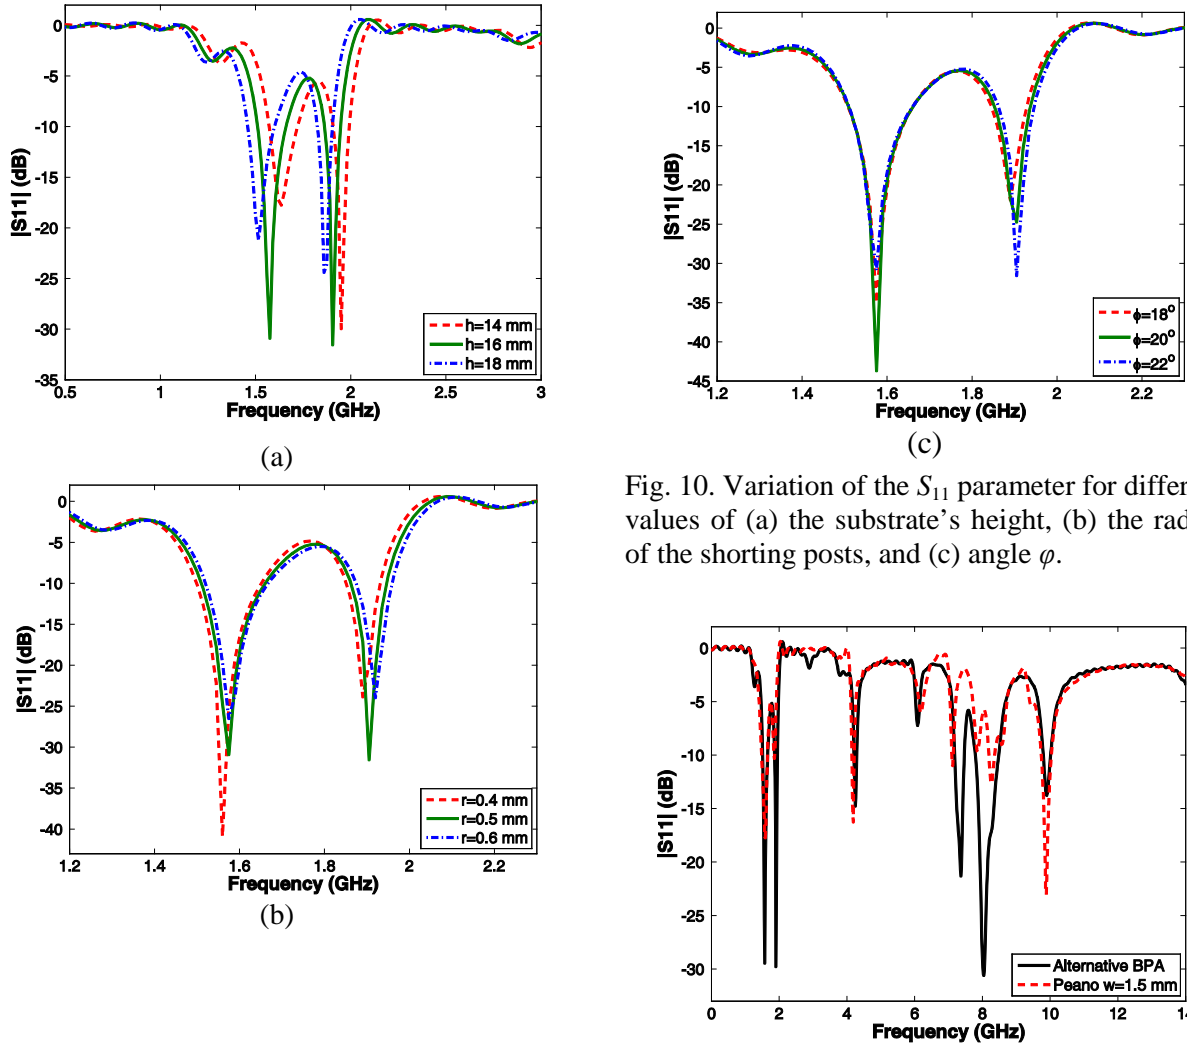 0
-5
-10
-15
-20
-25
-30
-35
|S11| (dB)
h=14 mm
h=16 mm
h=18 mm
0.5 1 1.5 2 2.5 3
Frequency (GHz)
(a)
0
-5
-10
-15
-20
-25
-30
-35
-40
|S11| (dB)
r=0.4 mm
r=0.5 mm
r=0.6 mm
1.2 1.4 1.6 1.8 2 2.2
Frequency (GHz)
(b)
0
-5
-10
-15
-20
-25
-30
-35
-40
-45
|S11| (dB)
ϕ=18°
ϕ=20°
ϕ=22°
1.2 1.4 1.6 1.8 2 2.2
Frequency (GHz)
(c)
Fig. 10. Variation of the S₁₁ parameter for differ
values of (a) the substrate's height, (b) the rad
of the shorting posts, and (c) angle φ.
0
-5
-10
-15
-20
-25
-30
|S11| (dB)
Alternative BPA
Peano w=1.5 mm
0 2 4 6 8 10 12 14
Frequency (GHz)